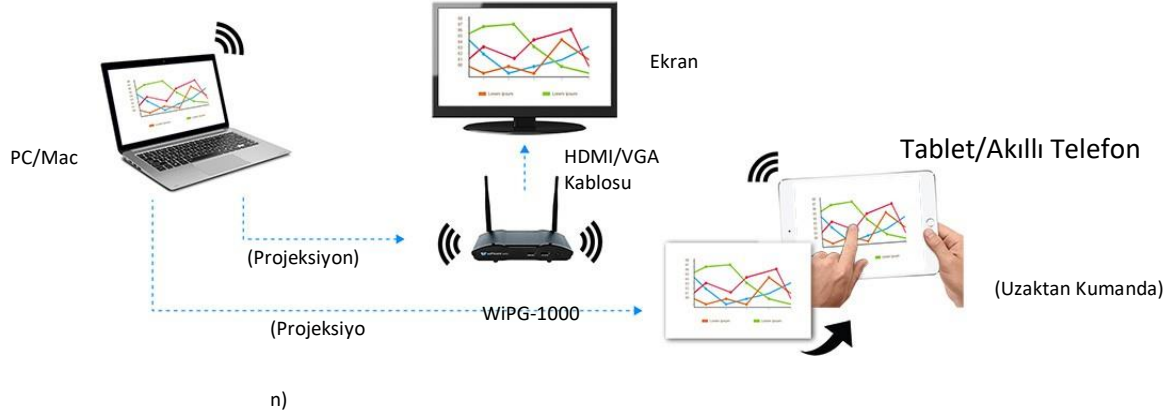 Ekran
PC/Mac
HDMI/VGA
Kablosu
Tablet/Akıllı Telefon
(Projeksiyon)
WiPG-1000
(Uzaktan Kumanda)
(Projeksiyo
n)